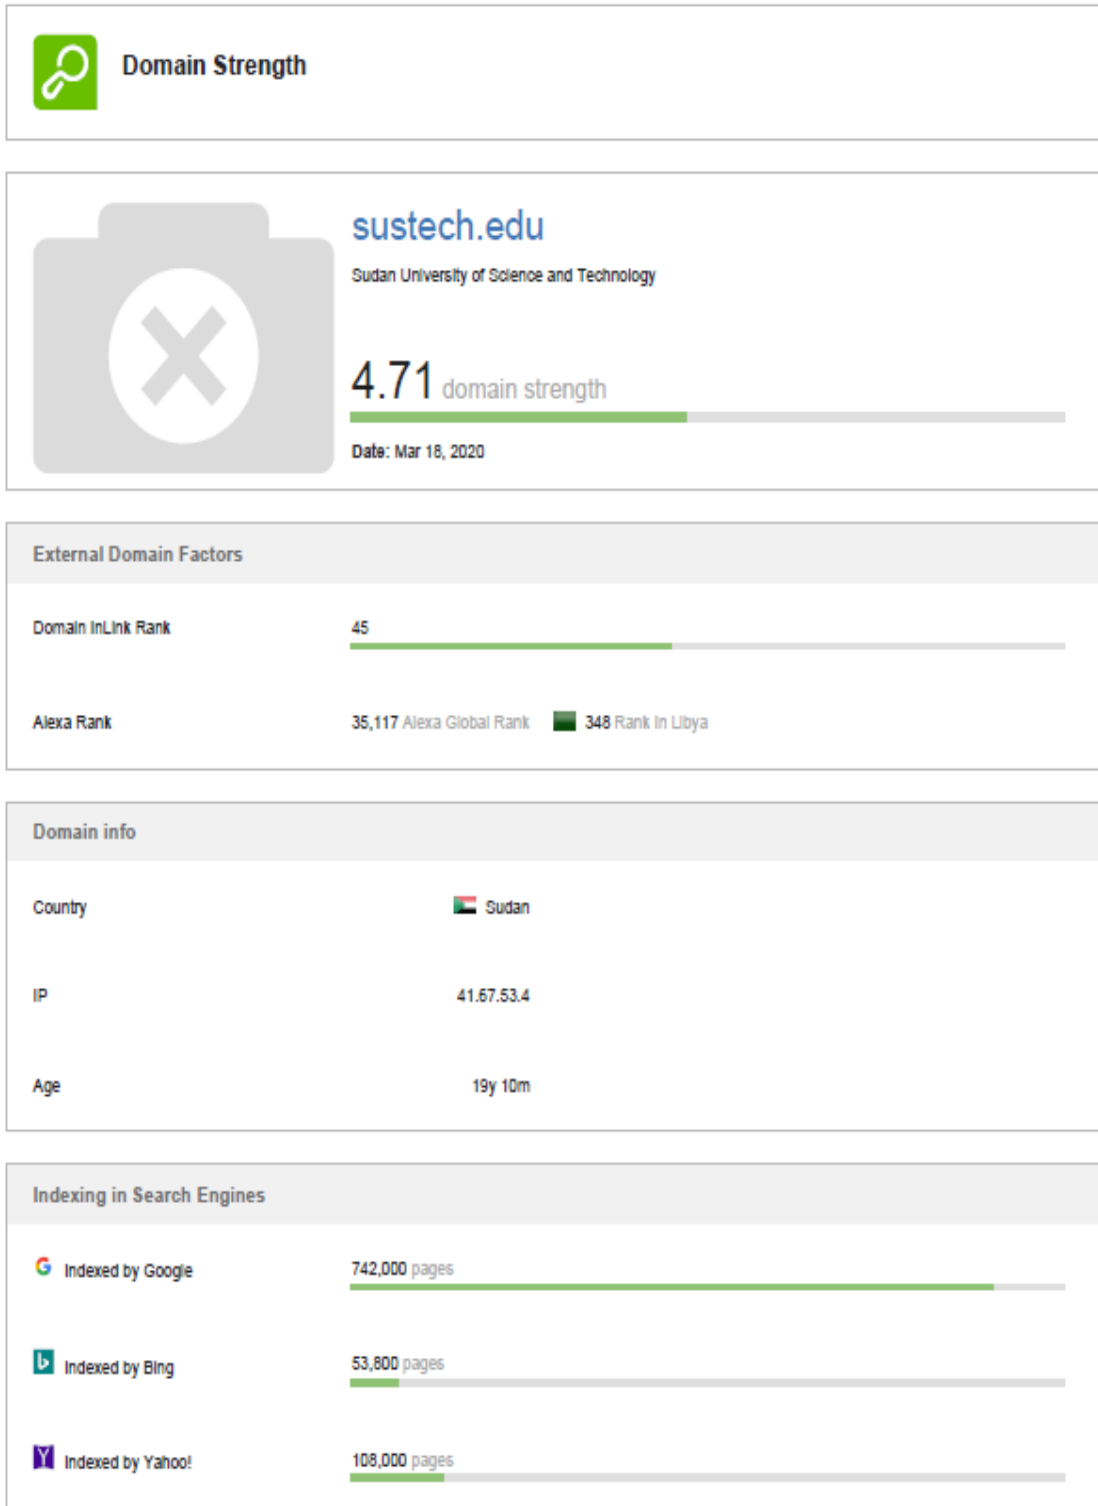 Domain Strength
sustech.edu
Sudan University of Science and Technology
4.71 domain strength
Date: Mar 18, 2020
External Domain Factors
Domain InLink Rank 45
Alexa Rank 35,117 Alexa Global Rank 348 Rank in Libya
Domain info
Country Sudan
IP 41.67.53.4
Age 19y 10m
Indexing in Search Engines
Indexed by Google 742,000 pages
Indexed by Bing 53,800 pages
Indexed by Yahoo! 108,000 pages